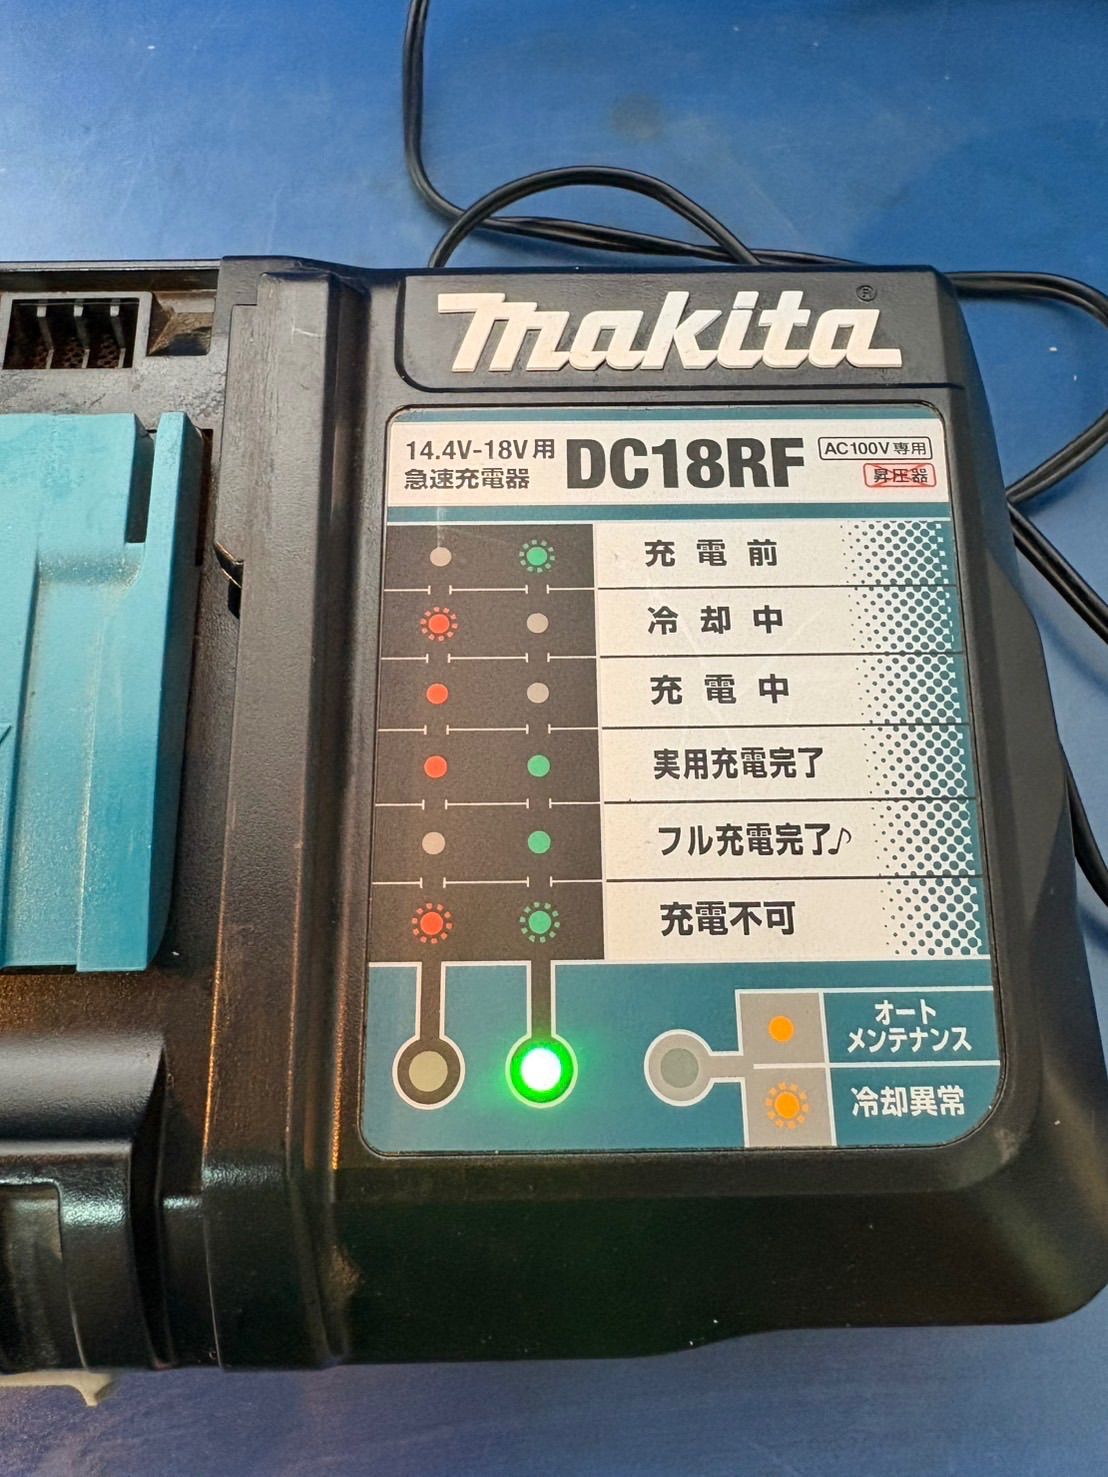 makita®
14.4V-18V用
急速充電器
DC18RF
AC100V専用
昇圧器
充電前
冷却中
充電中
実用充電完了
フル充電完了♪
充電不可
オート
メンテナンス
冷却異常